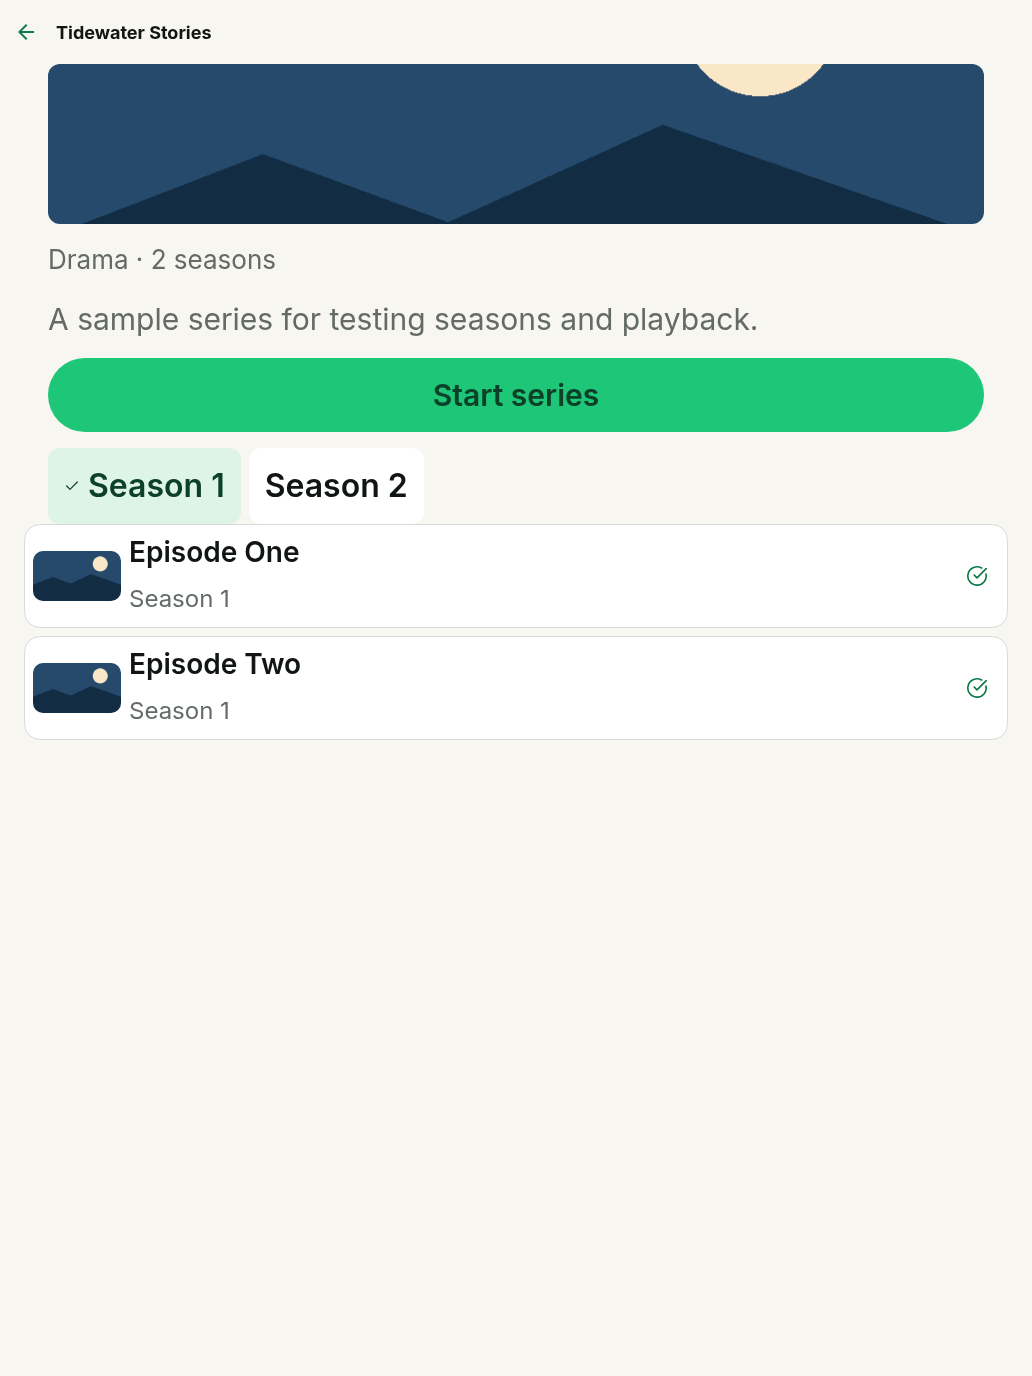 Tidewater Stories
Drama · 2 seasons
A sample series for testing seasons and playback.
Start series
Season 1
Season 2
Episode One
Season 1
Episode Two
Season 1